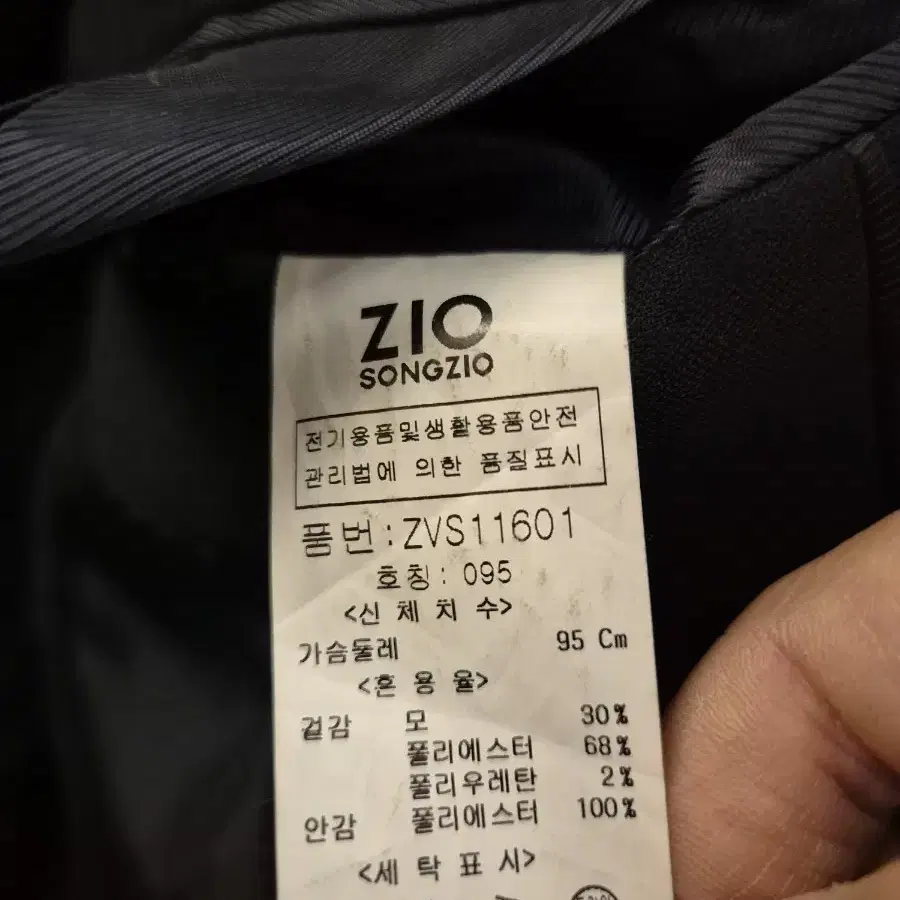 ZIO
SONGZIO
전기용품및생활용품안전
관리법에 의한 품질표시
품번: ZVS11601
호칭: 095
<신 체 치 수>
가슴둘레 95 Cm
<혼 용 율>
겉감 모 30%
폴리에스터 68%
폴리우레탄 2%
안감 폴리에스터 100%
<세 탁 표 시>